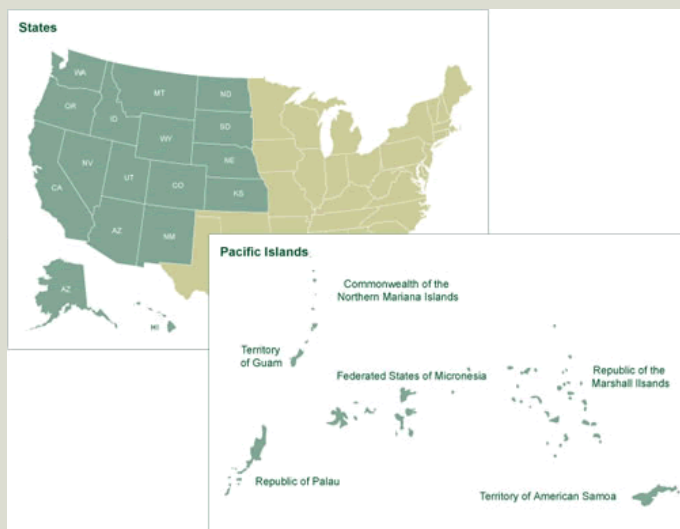 States
WA
MT
ND
OR
ID
SD
WY
NE
NV
UT
CO
CA
KS
AZ
NM
AZ
HI
Pacific Islands
Commonwealth of the
Northern Mariana Islands
Territory
of Guam
Federated States of Micronesia
Republic of the
Marshall Ilsands
Republic of Palau
Territory of American Samoa